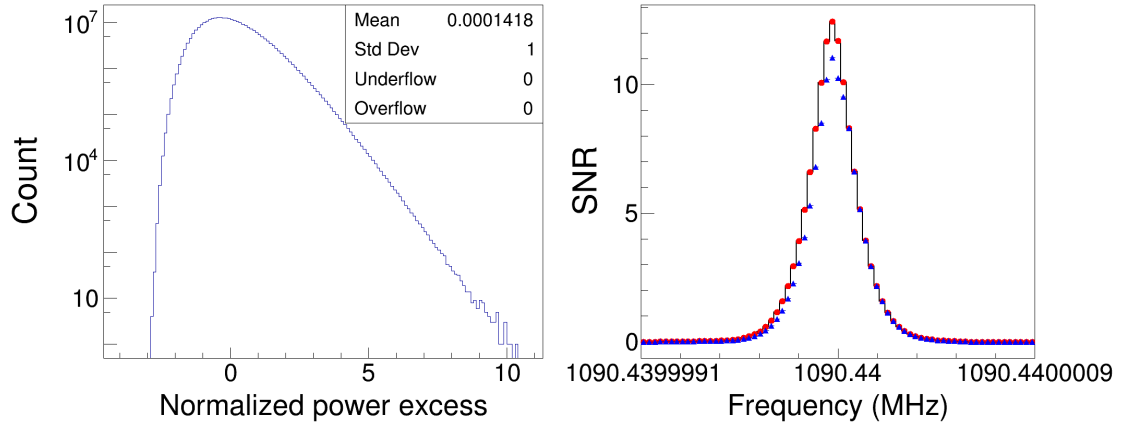 Mean 0.0001418
Std Dev 1
Underflow 0
Overflow 0
10^7
10^4
10
Count
0 5 10
Normalized power excess
10
5
0
SNR
1090.4399991 1090.44 1090.4400009
Frequency (MHz)